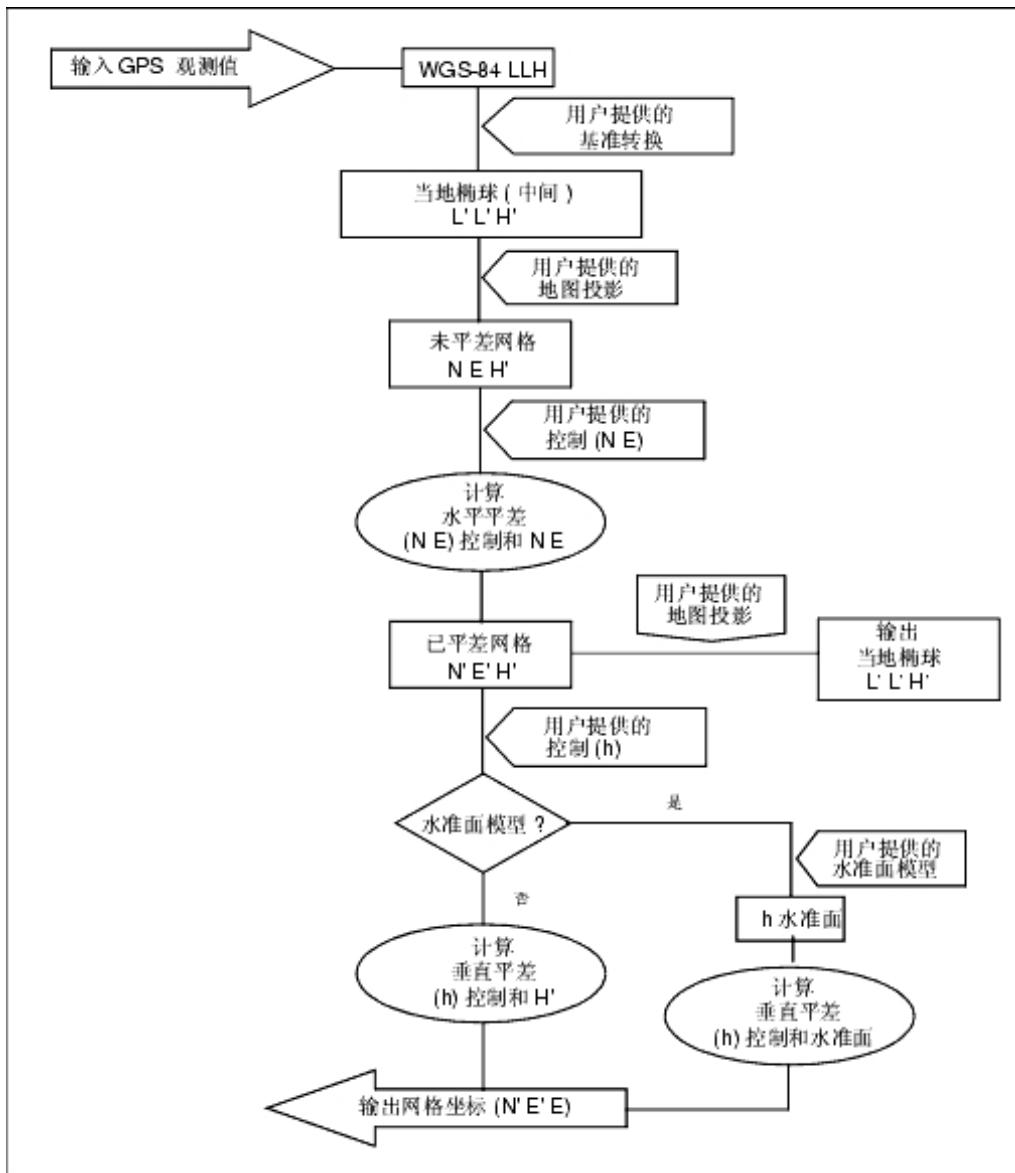 输入 GPS 观测值
WGS-84 LLH
用户提供的
基准转换
当地椭球 ( 中间 )
L' L' H'
用户提供的
地图投影
未平差网格
N E H'
用户提供的
控制 (N E)
计算
水平平差
(N E) 控制和 N E
用户提供的
地图投影
已平差网格
N' E' H'
输出
当地椭球
L' L' H'
用户提供的
控制 (h)
水准面模型 ?
是
用户提供的
水准面模型
否
h 水准面
计算
垂直平差
(h) 控制和 H'
计算
垂直平差
(h) 控制和水准面
输出网格坐标 (N' E' E)